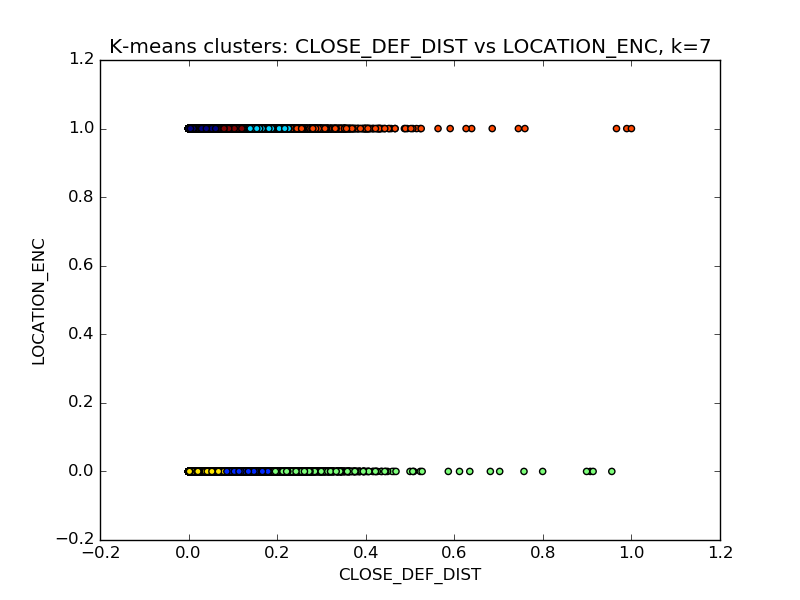 K-means clusters: CLOSE_DEF_DIST vs LOCATION_ENC, k=7
1.2
1.0
0.8
0.6
0.4
0.2
0.0
−0.2
LOCATION_ENC
−0.2 0.0 0.2 0.4 0.6 0.8 1.0 1.2
CLOSE_DEF_DIST